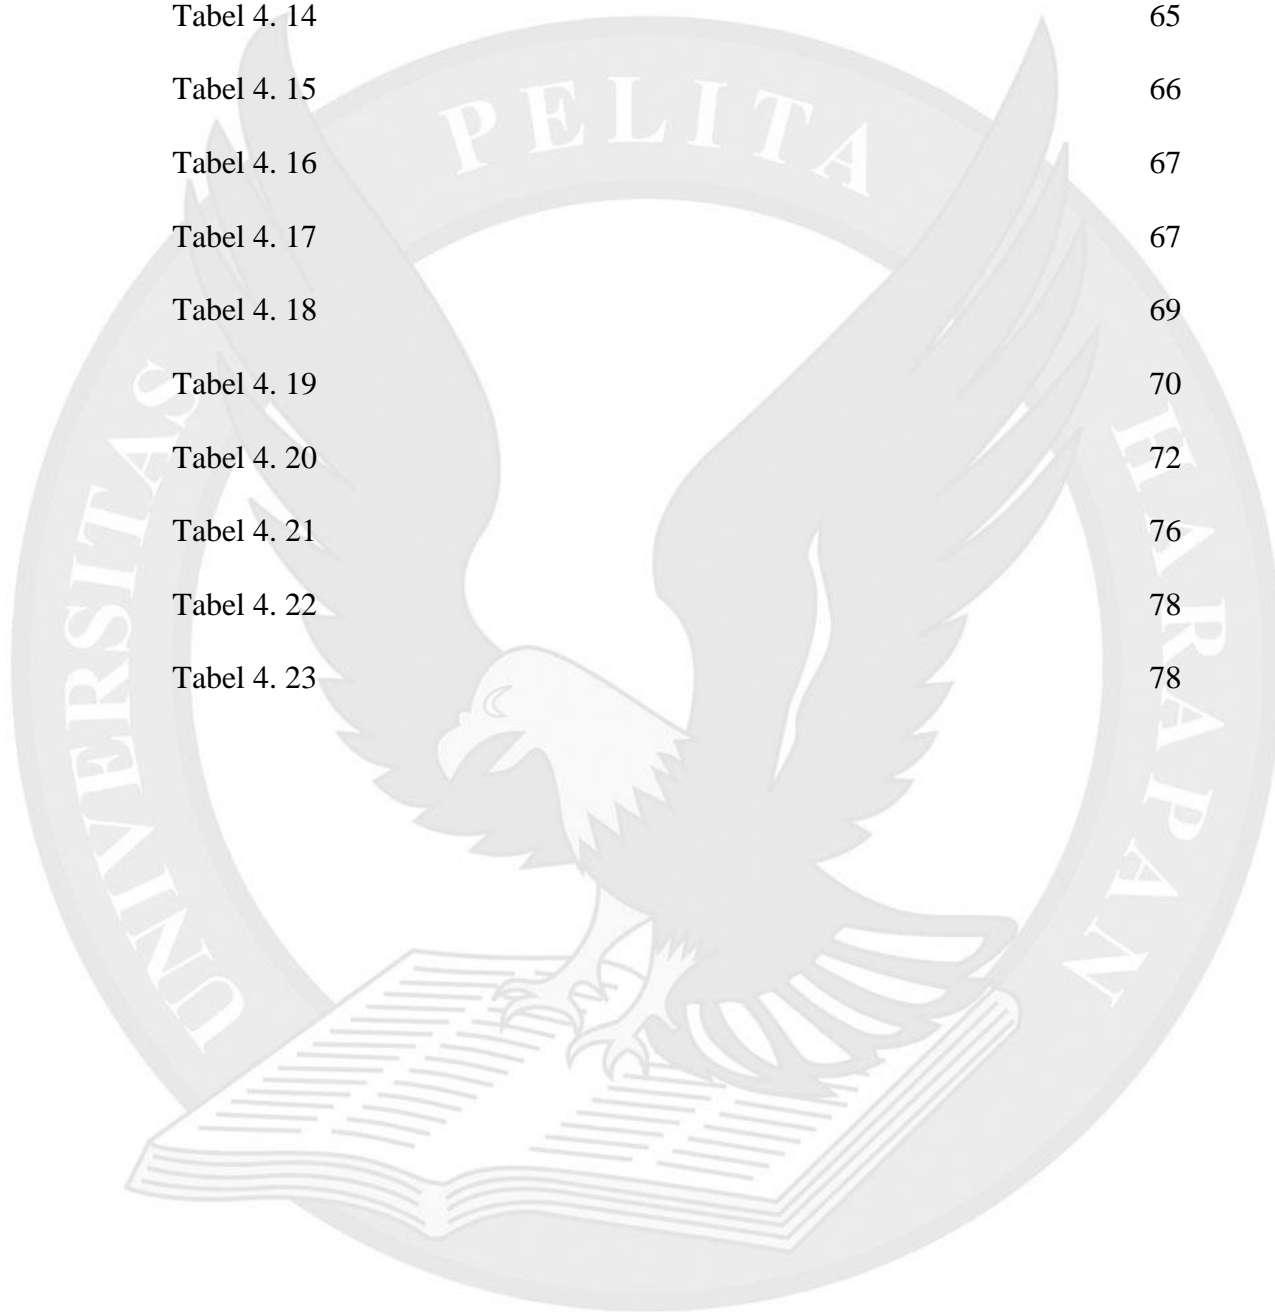 Tabel 4. 14 65
Tabel 4. 15 66
Tabel 4. 16 67
Tabel 4. 17 67
Tabel 4. 18 69
Tabel 4. 19 70
Tabel 4. 20 72
Tabel 4. 21 76
Tabel 4. 22 78
Tabel 4. 23 78
UNIVERSITAS PELITA HARAPAN